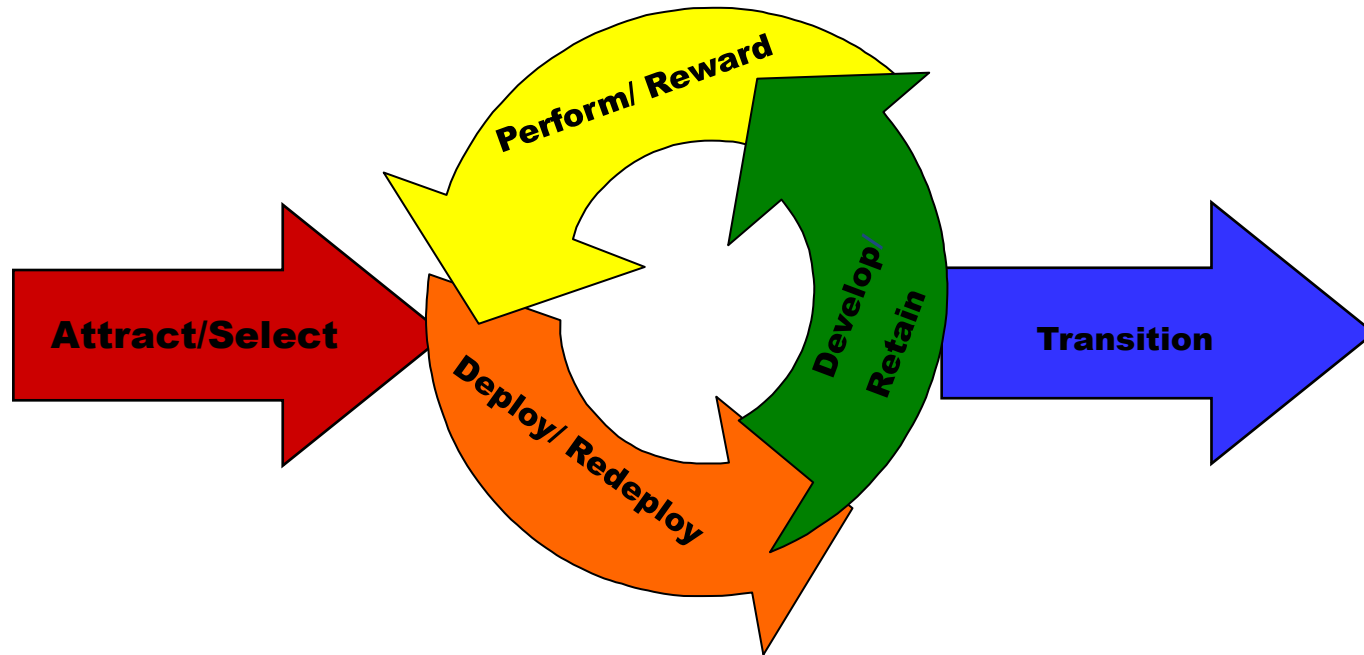 Perform/ Reward
Attract/Select
Deploy/ Redeploy
Develop/
Retain
Transition